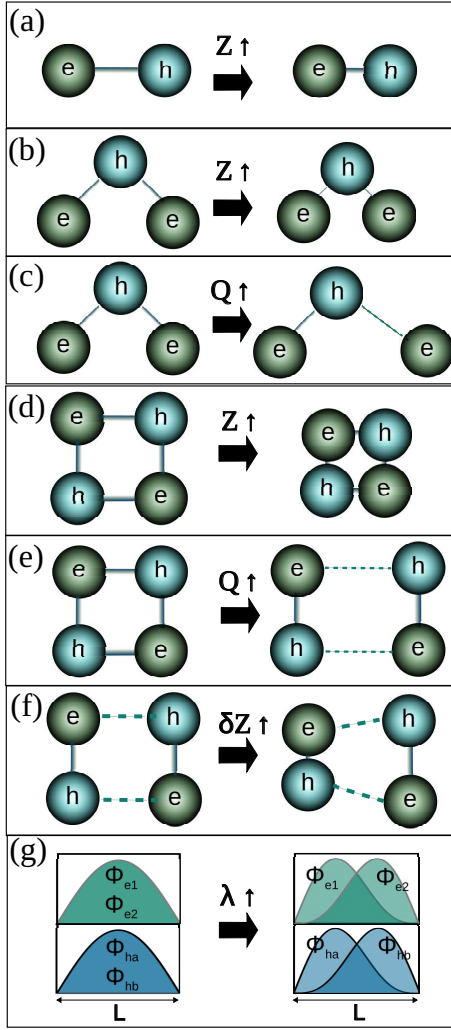 (a)
Z ↑
e h e h
(b)
Z ↑
h h
e e e e
(c)
Q ↑
h h
e e e e
(d)
Z ↑
e h e h
h e h e
(e)
Q ↑
e h e h
h e h e
(f)
δZ ↑
e h e h
h e h e
(g)
λ ↑
Φe1 Φe1 Φe2
Φe2
Φha Φha Φhb
Φhb
L L